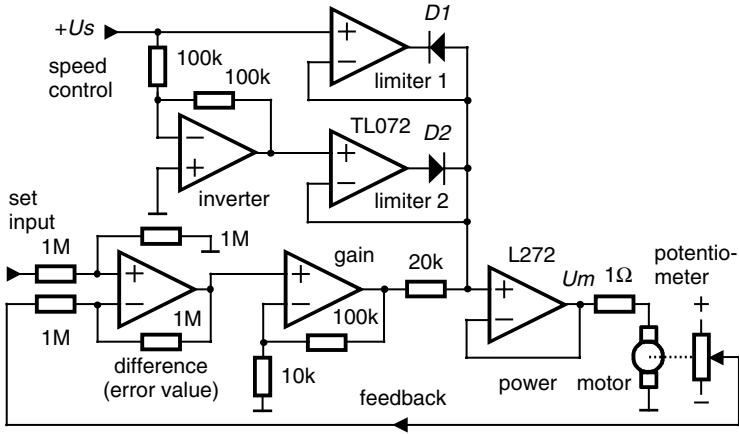 +Us
speed
control
100k
100k
+
−
limiter 1
D1
−
+
inverter
TL072
+
−
limiter 2
D2
set
input
1M
1M
1M
1M
+
−
difference
(error value)
gain
+
−
100k
10k
20k
L272
+
−
power
Um
1Ω
motor
potentio-
meter
+
−
feedback